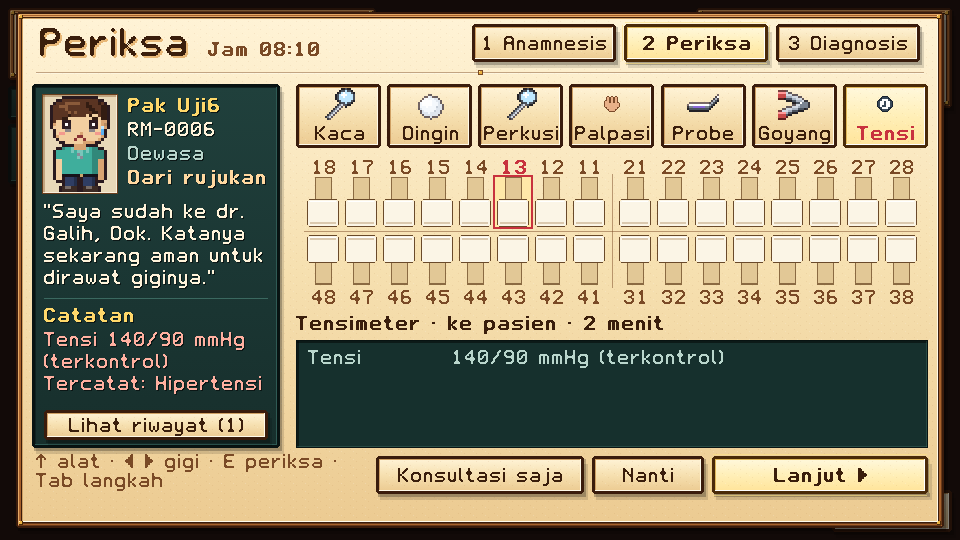 Periksa Jam 08:10
1 Anamnesis 2 Periksa 3 Diagnosis
Pak Uji6
RM-0006
Dewasa
Dari rujukan
"Saya sudah ke dr.
Galih, Dok. Katanya
sekarang aman untuk
dirawat giginya."
Catatan
Tensi 140/90 mmHg
(terkontrol)
Tercatat: Hipertensi
Lihat riwayat (1)
Kaca Dingin Perkusi Palpasi Probe Goyang Tensi
18 17 16 15 14 13 12 11 21 22 23 24 25 26 27 28
48 47 46 45 44 43 42 41 31 32 33 34 35 36 37 38
Tensimeter · ke pasien · 2 menit
Tensi 140/90 mmHg (terkontrol)
↑ alat · ◀ ▶ gigi · E periksa ·
Tab langkah
Konsultasi saja Nanti Lanjut ▶